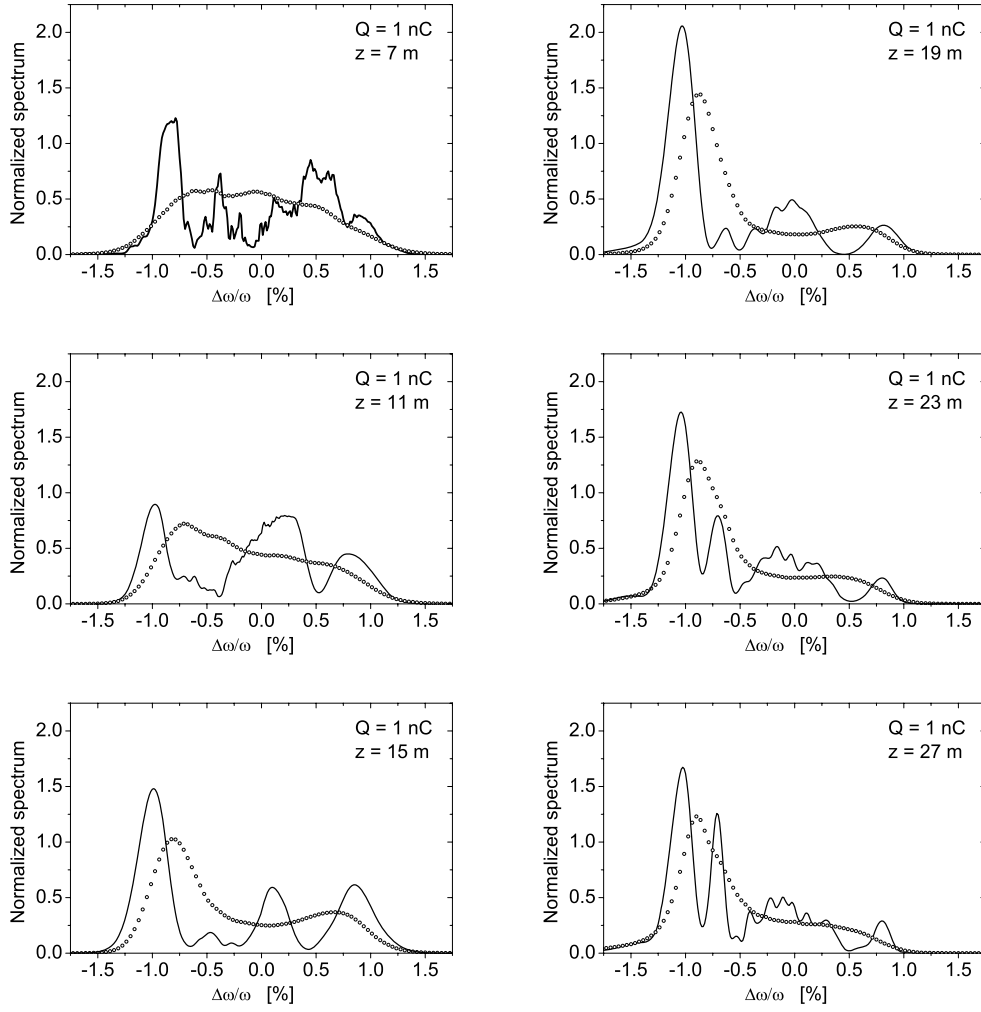 Normalized spectrum
2.0
1.5
1.0
0.5
0.0
Q = 1 nC
z = 7 m
-1.5 -1.0 -0.5 0.0 0.5 1.0 1.5
Δω/ω [%]
Normalized spectrum
2.0
1.5
1.0
0.5
0.0
Q = 1 nC
z = 19 m
-1.5 -1.0 -0.5 0.0 0.5 1.0 1.5
Δω/ω [%]
Normalized spectrum
2.0
1.5
1.0
0.5
0.0
Q = 1 nC
z = 11 m
-1.5 -1.0 -0.5 0.0 0.5 1.0 1.5
Δω/ω [%]
Normalized spectrum
2.0
1.5
1.0
0.5
0.0
Q = 1 nC
z = 23 m
-1.5 -1.0 -0.5 0.0 0.5 1.0 1.5
Δω/ω [%]
Normalized spectrum
2.0
1.5
1.0
0.5
0.0
Q = 1 nC
z = 15 m
-1.5 -1.0 -0.5 0.0 0.5 1.0 1.5
Δω/ω [%]
Normalized spectrum
2.0
1.5
1.0
0.5
0.0
Q = 1 nC
z = 27 m
-1.5 -1.0 -0.5 0.0 0.5 1.0 1.5
Δω/ω [%]